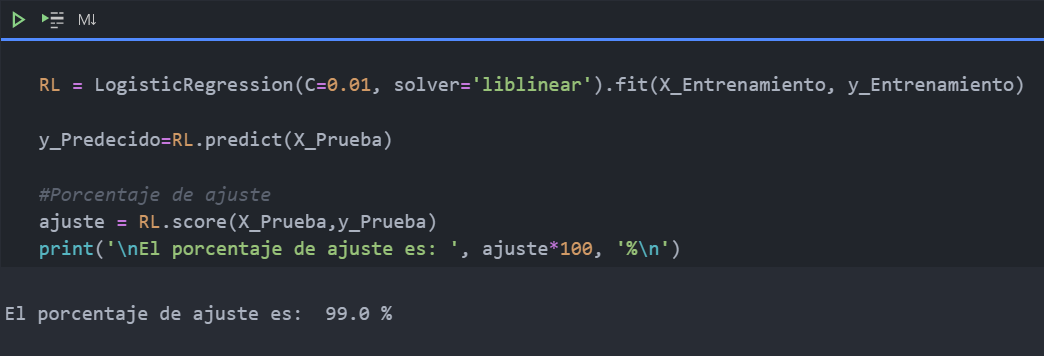 M↓
RL = LogisticRegression(C=0.01, solver='liblinear').fit(X_Entrenamiento, y_Entrenamiento)
y_Predecido=RL.predict(X_Prueba)
#Porcentaje de ajuste
ajuste = RL.score(X_Prueba,y_Prueba)
print('\nEl porcentaje de ajuste es: ', ajuste*100, '%\n')
El porcentaje de ajuste es:  99.0 %